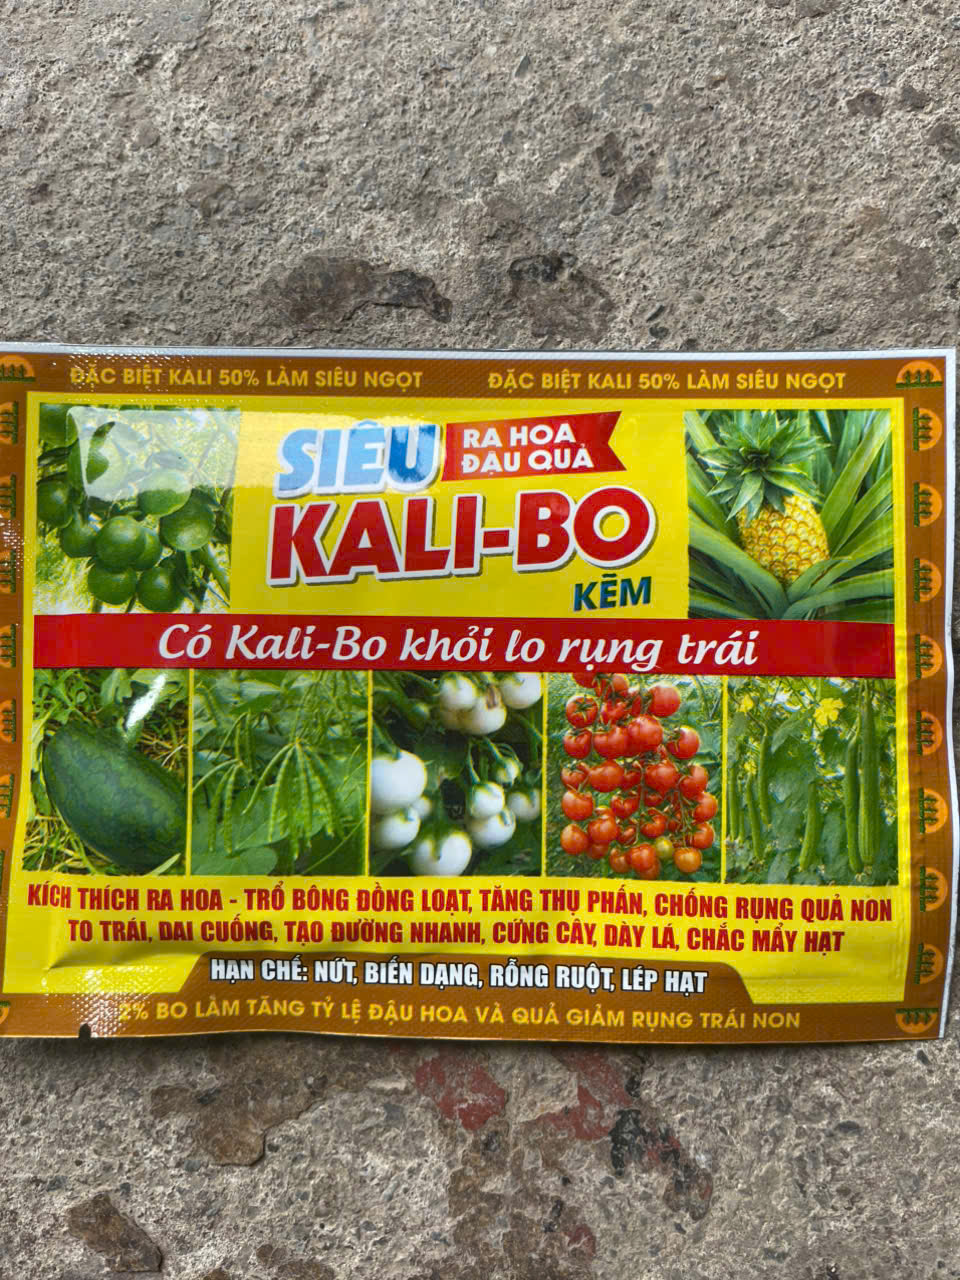 ĐẶC BIỆT KALI 50% LÀM SIÊU NGỌT
ĐẶC BIỆT KALI 50% LÀM SIÊU NGỌT
SIÊU
RA HOA
ĐẬU QUẢ
KALI-BO
KẼM
Có Kali-Bo khỏi lo rụng trái
KÍCH THÍCH RA HOA - TRỔ BÔNG ĐỒNG LOẠT, TĂNG THỤ PHẤN, CHỐNG RỤNG QUẢ NON
TO TRÁI, DAI CUỐNG, TẠO ĐƯỜNG NHANH, CỨNG CÂY, DÀY LÁ, CHẮC MẨY HẠT
HẠN CHẾ: NỨT, BIẾN DẠNG, RỖNG RUỘT, LÉP HẠT
2% BO LÀM TĂNG TỶ LỆ ĐẬU HOA VÀ QUẢ GIẢM RỤNG TRÁI NON